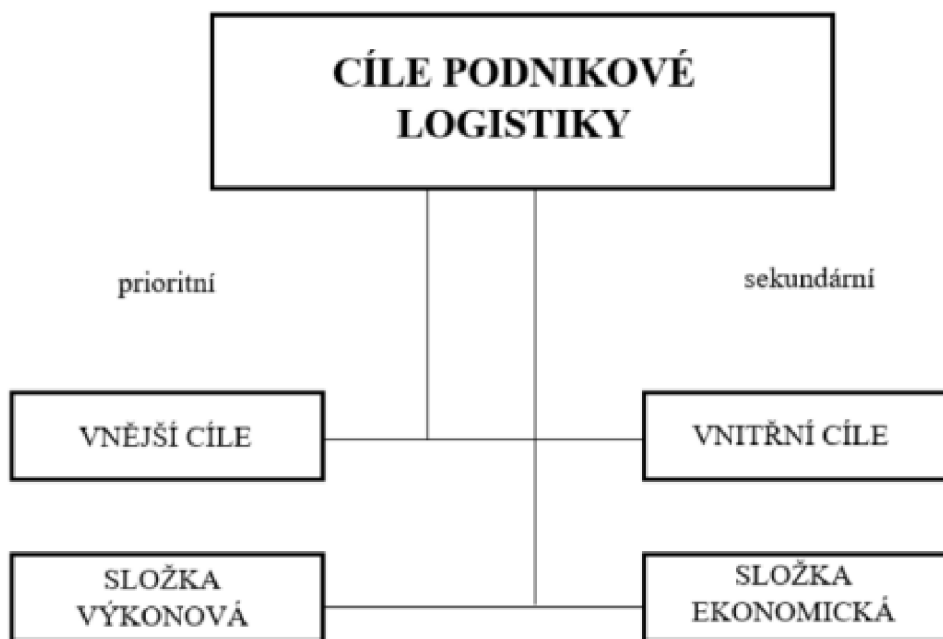 CÍLE PODNIKOVÉ
LOGISTIKY
prioritní
sekundární
VNĚJŠÍ CÍLE
VNITŘNÍ CÍLE
SLOŽKA
VÝKONOVÁ
SLOŽKA
EKONOMICKÁ